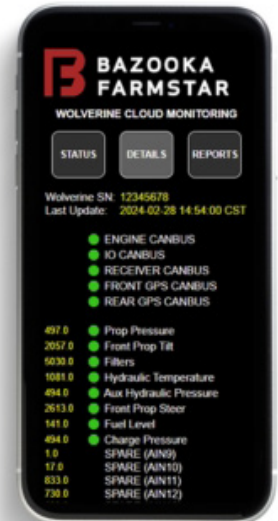 BAZOOKA
FARMSTAR
WOLVERINE CLOUD MONITORING
STATUS DETAILS REPORTS
Wolverine SN: 12345678
Last Update: 2024-02-28 14:54:00 CST
ENGINE CANBUS
IO CANBUS
RECEIVER CANBUS
FRONT GPS CANBUS
REAR GPS CANBUS
497.0 Prop Pressure
2057.0 Front Prop Tilt
5030.0 Filters
1081.0 Hydraulic Temperature
494.0 Aux Hydraulic Pressure
2613.0 Front Prop Steer
141.0 Fuel Level
494.0 Charge Pressure
1.0 SPARE (AIN9)
17.0 SPARE (AIN10)
833.0 SPARE (AIN11)
730.0 SPARE (AIN12)